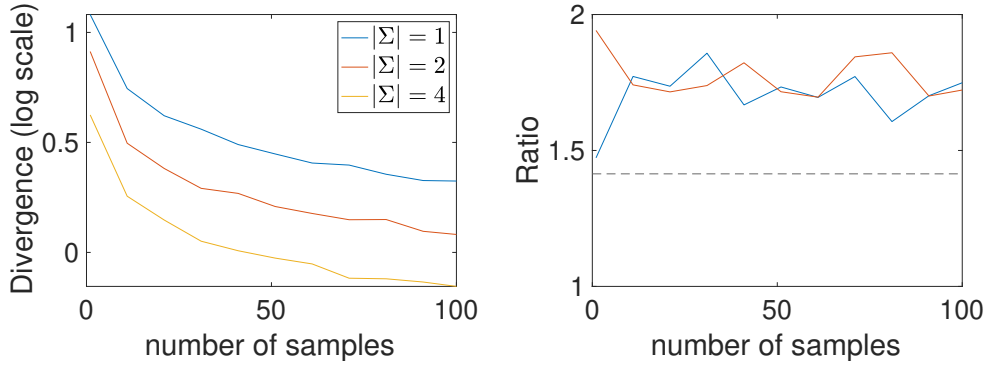 Divergence (log scale)
1
0.5
0
0
50
100
number of samples
|Σ| = 1
|Σ| = 2
|Σ| = 4
Ratio
2
1.5
1
0
50
100
number of samples